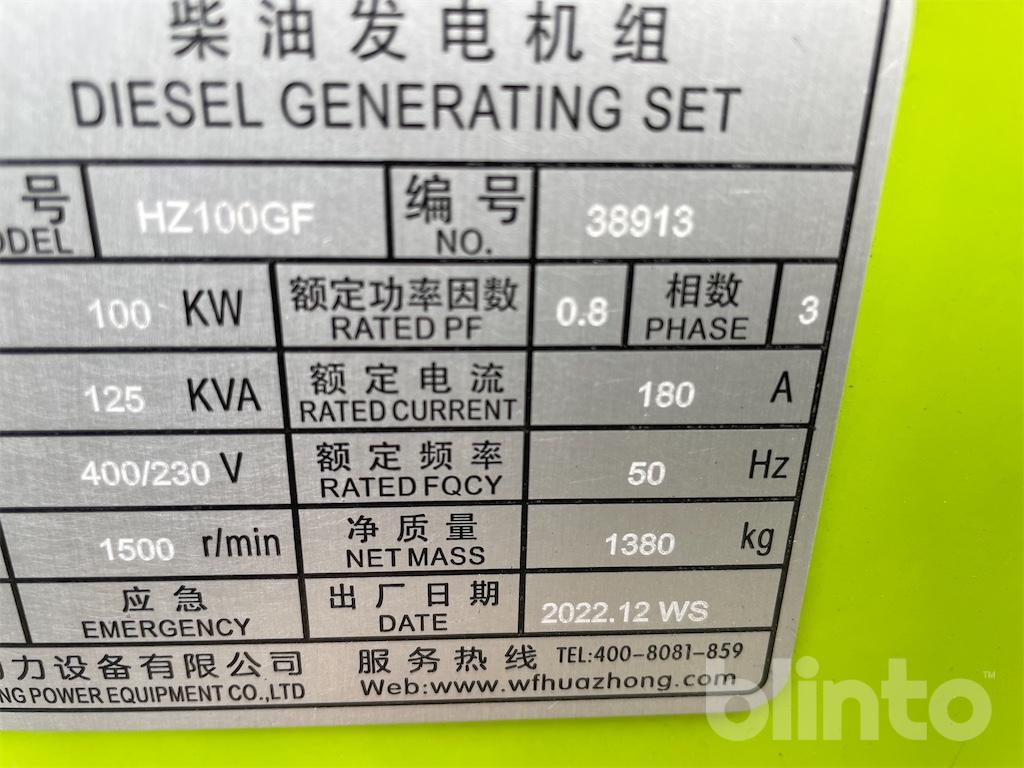 柴油发电机组
DIESEL GENERATING SET
号 HZ100GF 编号 38913
ODEL NO.
100 KW 额定功率因数 0.8 相数 3
RATED PF PHASE
125 KVA 额定电流 180 A
RATED CURRENT
400/230 V 额定频率 50 Hz
RATED FQCY
1500 r/min 净质量 1380 kg
NET MASS
应急 出厂日期 2022.12 WS
EMERGENCY DATE
力设备有限公司 服务热线 TEL:400-8081-859
NG POWER EQUIPMENT CO.,LTD Web:www.wfhuazhong.com
blinto™